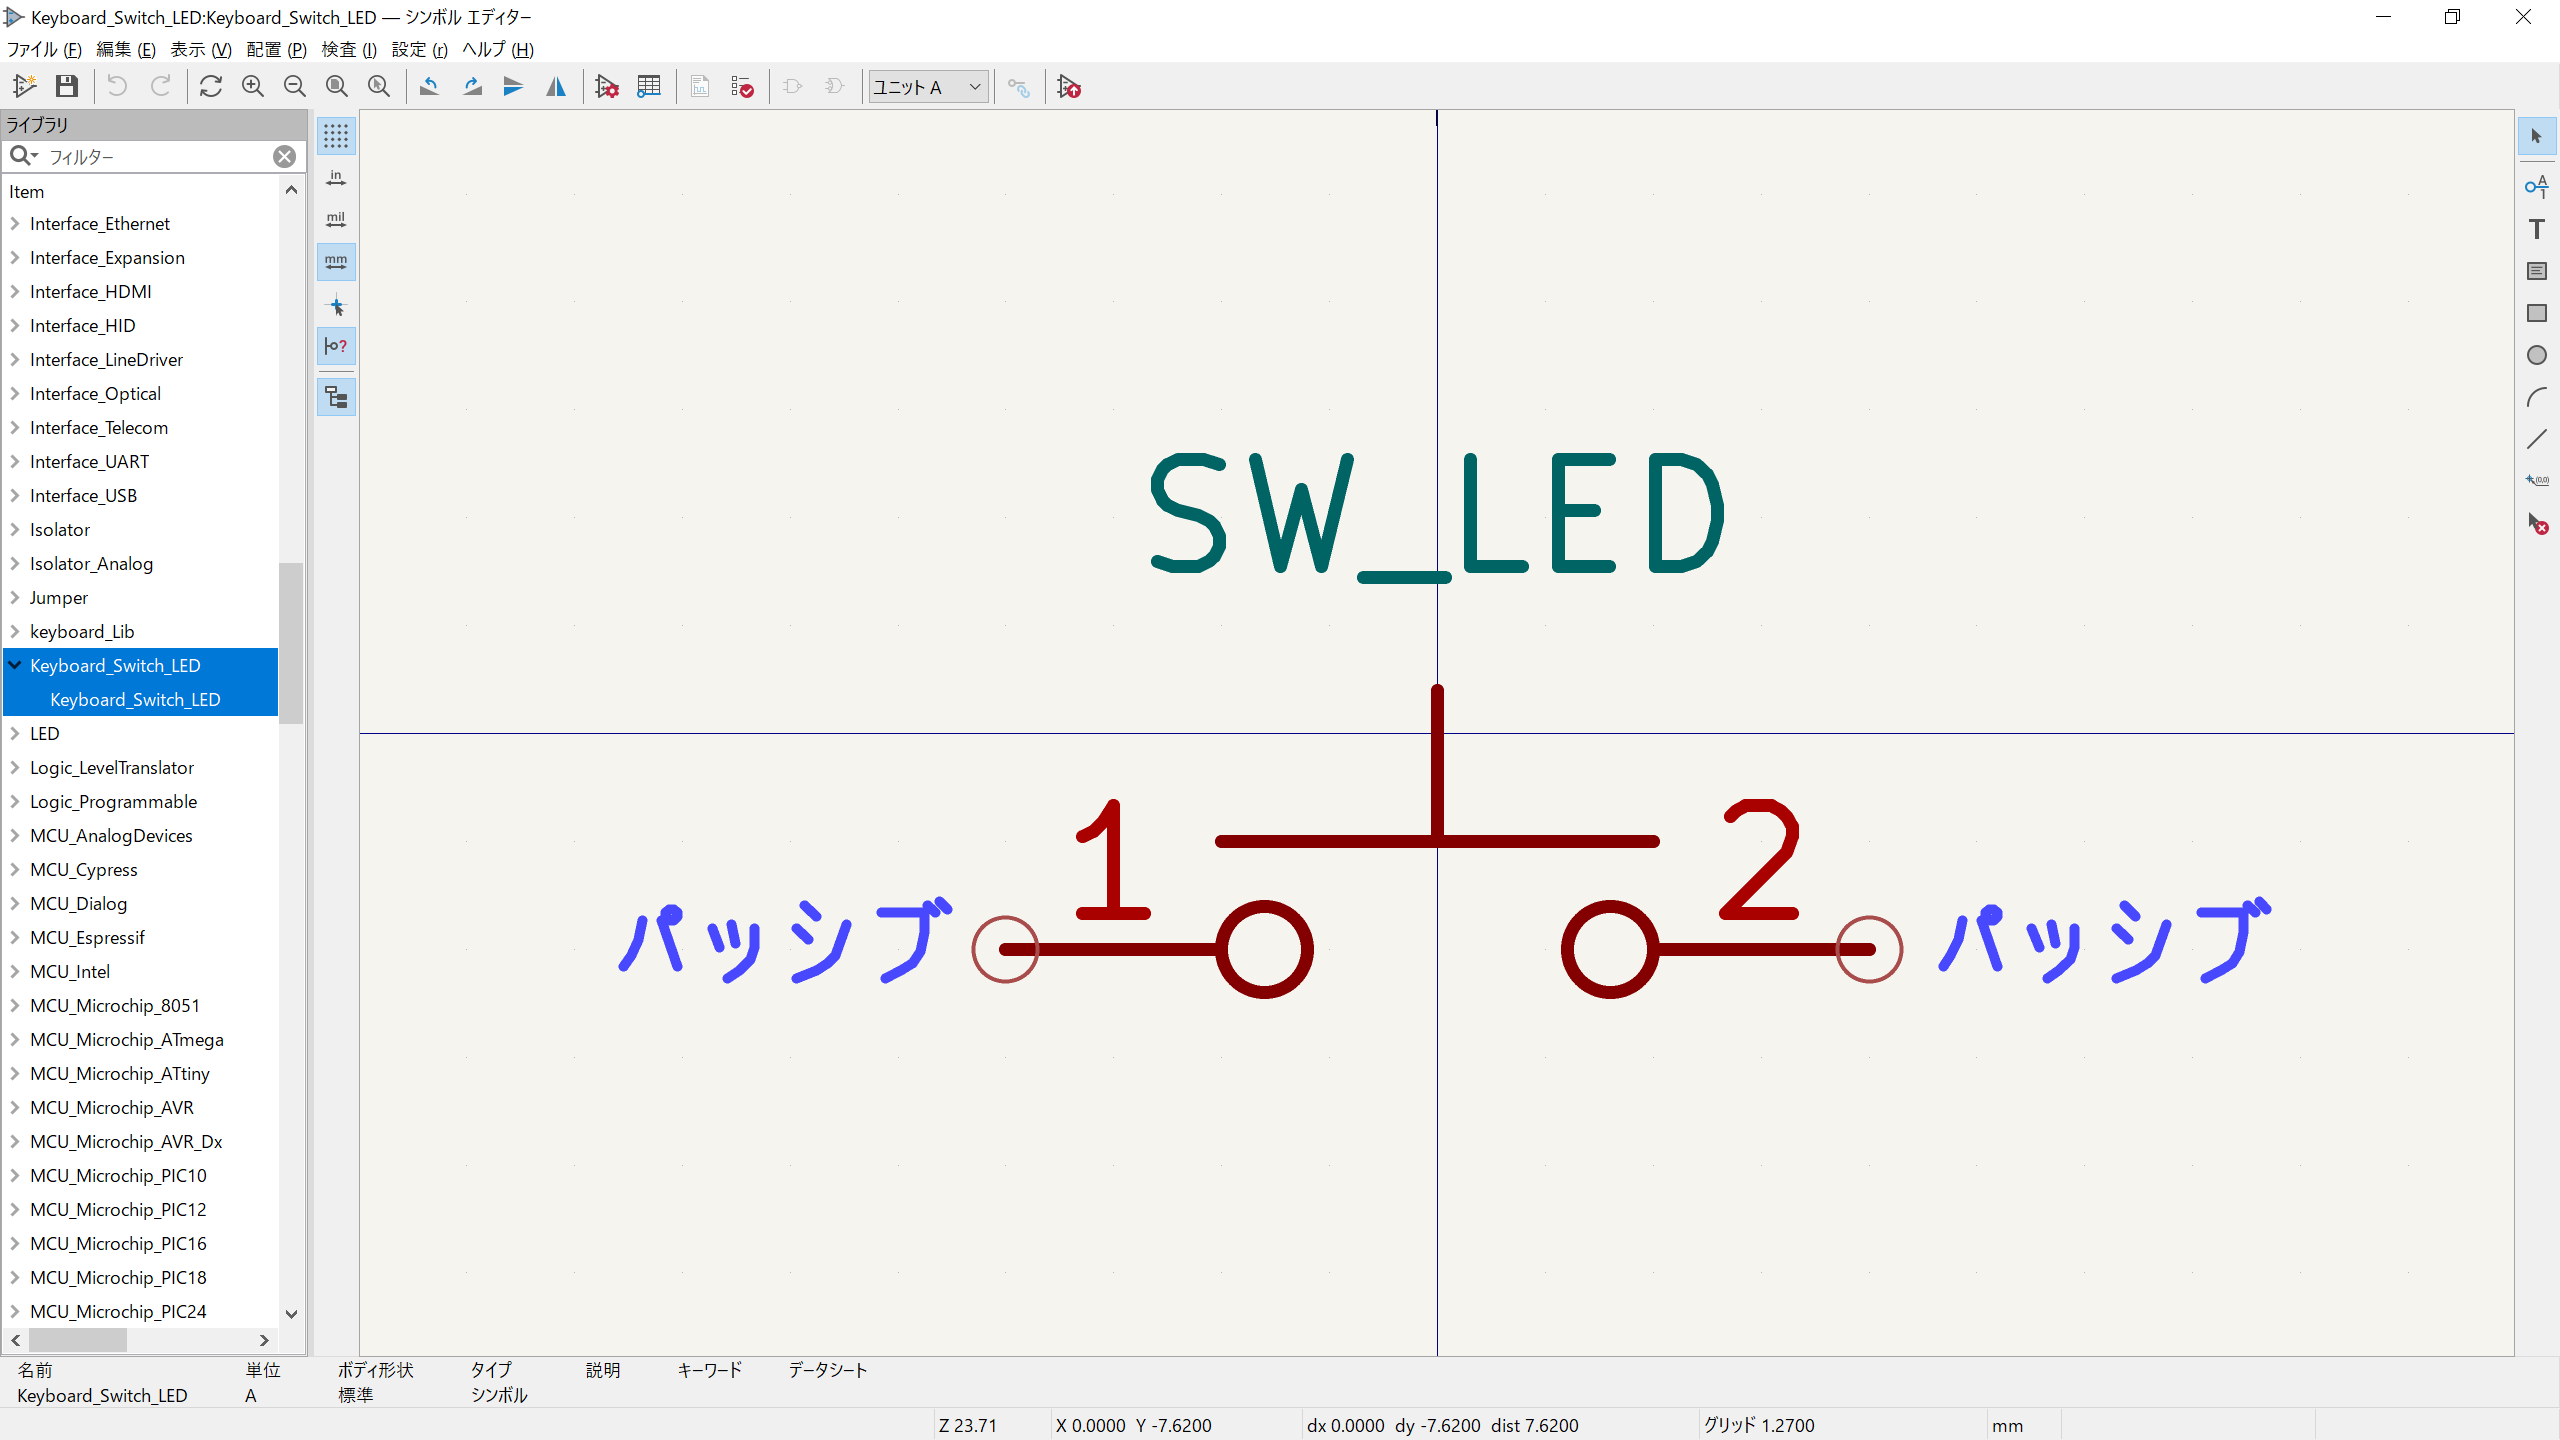 Keyboard_Switch_LED:Keyboard_Switch_LED — シンボル エディター
ファイル (F) 編集 (E) 表示 (V) 配置 (P) 検査 (I) 設定 (r) ヘルプ (H)
ユニット A
ライブラリ
フィルター
Item
Interface_Ethernet
Interface_Expansion
Interface_HDMI
Interface_HID
Interface_LineDriver
Interface_Optical
Interface_Telecom
Interface_UART
Interface_USB
Isolator
Isolator_Analog
Jumper
keyboard_Lib
Keyboard_Switch_LED
Keyboard_Switch_LED
LED
Logic_LevelTranslator
Logic_Programmable
MCU_AnalogDevices
MCU_Cypress
MCU_Dialog
MCU_Espressif
MCU_Intel
MCU_Microchip_8051
MCU_Microchip_ATmega
MCU_Microchip_ATtiny
MCU_Microchip_AVR
MCU_Microchip_AVR_Dx
MCU_Microchip_PIC10
MCU_Microchip_PIC12
MCU_Microchip_PIC16
MCU_Microchip_PIC18
MCU_Microchip_PIC24
in
mil
mm
SW_LED
1 2
パッシブ パッシブ
A
1
T
(0,0)
名前 単位 ボディ形状 タイプ 説明 キーワード データシート
Keyboard_Switch_LED A 標準 シンボル
Z 23.71 X 0.0000 Y -7.6200 dx 0.0000 dy -7.6200 dist 7.6200 グリッド 1.2700 mm